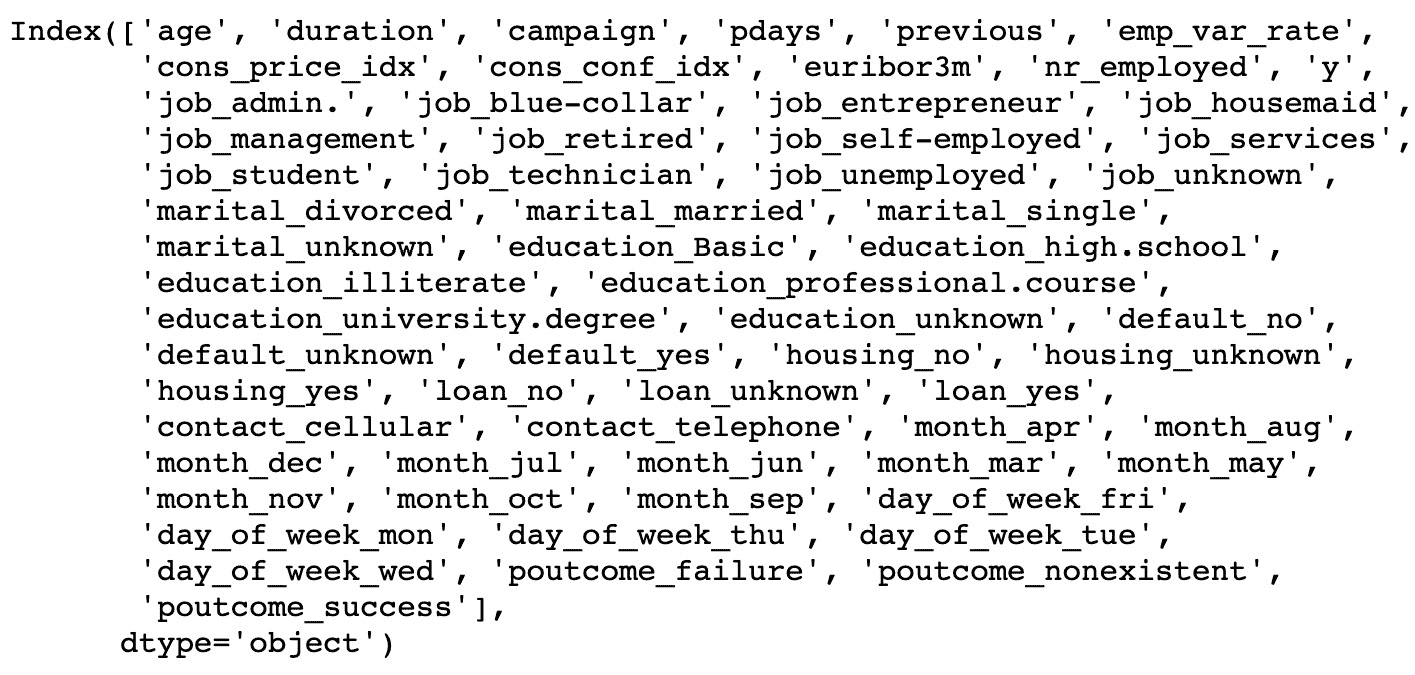 Index(['age', 'duration', 'campaign', 'pdays', 'previous', 'emp_var_rate',
'cons_price_idx', 'cons_conf_idx', 'euribor3m', 'nr_employed', 'y',
'job_admin.', 'job_blue-collar', 'job_entrepreneur', 'job_housemaid',
'job_management', 'job_retired', 'job_self-employed', 'job_services',
'job_student', 'job_technician', 'job_unemployed', 'job_unknown',
'marital_divorced', 'marital_married', 'marital_single',
'marital_unknown', 'education_Basic', 'education_high.school',
'education_illiterate', 'education_professional.course',
'education_university.degree', 'education_unknown', 'default_no',
'default_unknown', 'default_yes', 'housing_no', 'housing_unknown',
'housing_yes', 'loan_no', 'loan_unknown', 'loan_yes',
'contact_cellular', 'contact_telephone', 'month_apr', 'month_aug',
'month_dec', 'month_jul', 'month_jun', 'month_mar', 'month_may',
'month_nov', 'month_oct', 'month_sep', 'day_of_week_fri',
'day_of_week_mon', 'day_of_week_thu', 'day_of_week_tue',
'day_of_week_wed', 'poutcome_failure', 'poutcome_nonexistent',
'poutcome_success'],
dtype='object')